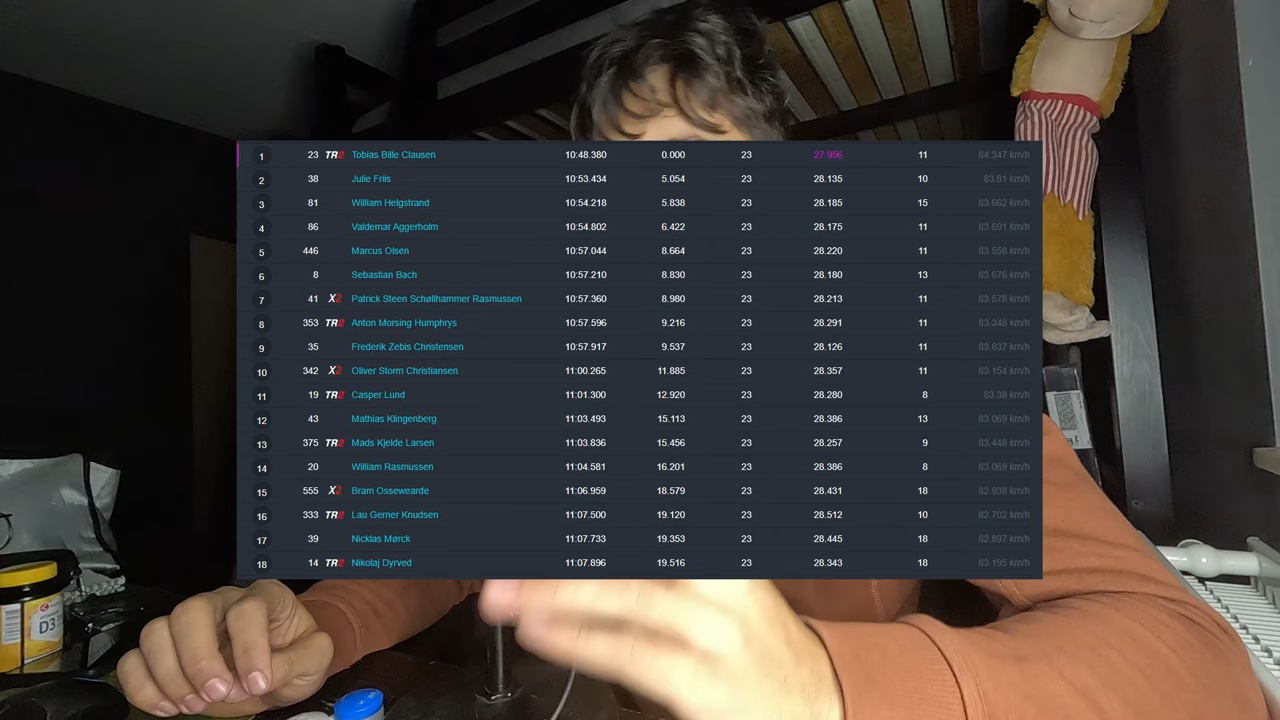 1 23 TR2 Tobias Bille Clausen 10:48.380 0.000 23 27.956 11 84.347 km/h
2 38 Julie Friis 10:53.434 5.054 23 28.135 10 83.81 km/h
3 81 William Helgstrand 10:54.218 5.838 23 28.185 15 83.662 km/h
4 86 Valdemar Aggerholm 10:54.802 6.422 23 28.175 11 83.691 km/h
5 446 Marcus Olsen 10:57.044 8.664 23 28.220 11 83.558 km/h
6 8 Sebastian Bach 10:57.210 8.830 23 28.180 13 83.676 km/h
7 41 X2 Patrick Steen Schøllhammer Rasmussen 10:57.360 8.980 23 28.213 11 83.578 km/h
8 353 TR2 Anton Morsing Humphrys 10:57.596 9.216 23 28.291 11 83.348 km/h
9 35 Frederik Zebis Christensen 10:57.917 9.537 23 28.126 11 83.837 km/h
10 342 X2 Oliver Storm Christiansen 11:00.265 11.885 23 28.357 11 83.154 km/h
11 19 TR2 Casper Lund 11:01.300 12.920 23 28.280 8 83.38 km/h
12 43 Mathias Klingenberg 11:03.493 15.113 23 28.386 13 83.069 km/h
13 375 TR2 Mads Kjelde Larsen 11:03.836 15.456 23 28.257 9 83.448 km/h
14 20 William Rasmussen 11:04.581 16.201 23 28.386 8 83.069 km/h
15 555 X2 Bram Ossewearde 11:06.959 18.579 23 28.431 18 82.938 km/h
16 333 TR2 Lau Gerner Knudsen 11:07.500 19.120 23 28.512 10 82.702 km/h
17 39 Nicklas Mørck 11:07.733 19.353 23 28.445 18 82.897 km/h
18 14 TR2 Nikolaj Dyrved 11:07.896 19.516 23 28.343 18 83.195 km/h
D3